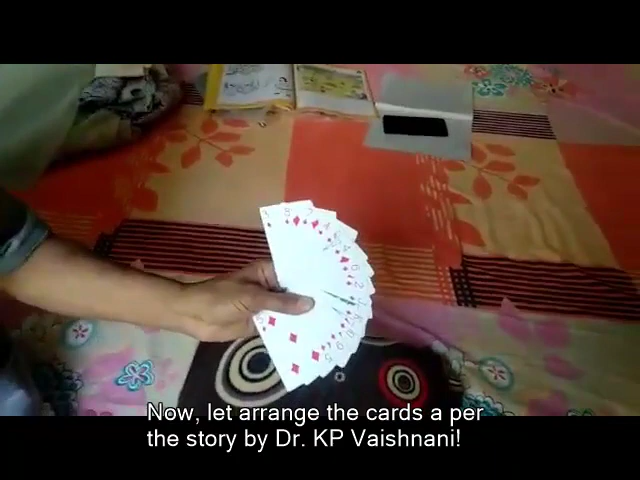 Now, let arrange the cards a per
the story by Dr. KP Vaishnani!